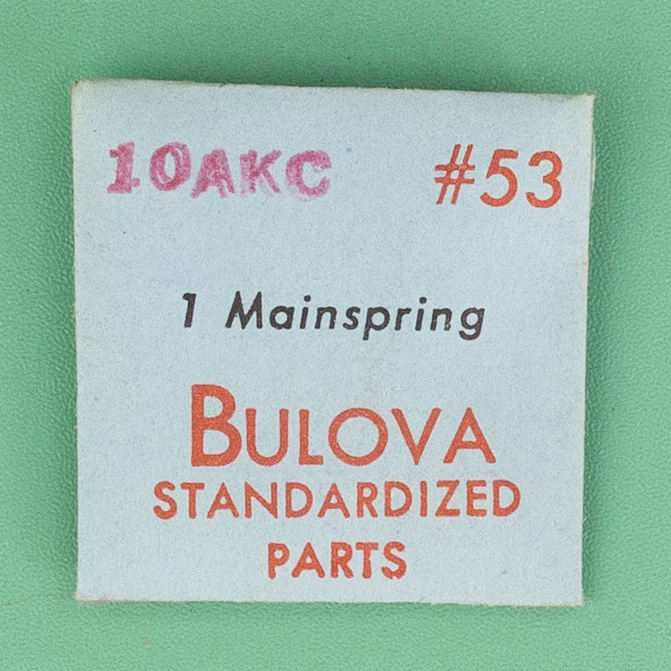 10AKC #53
1 Mainspring
BULOVA
STANDARDIZED
PARTS